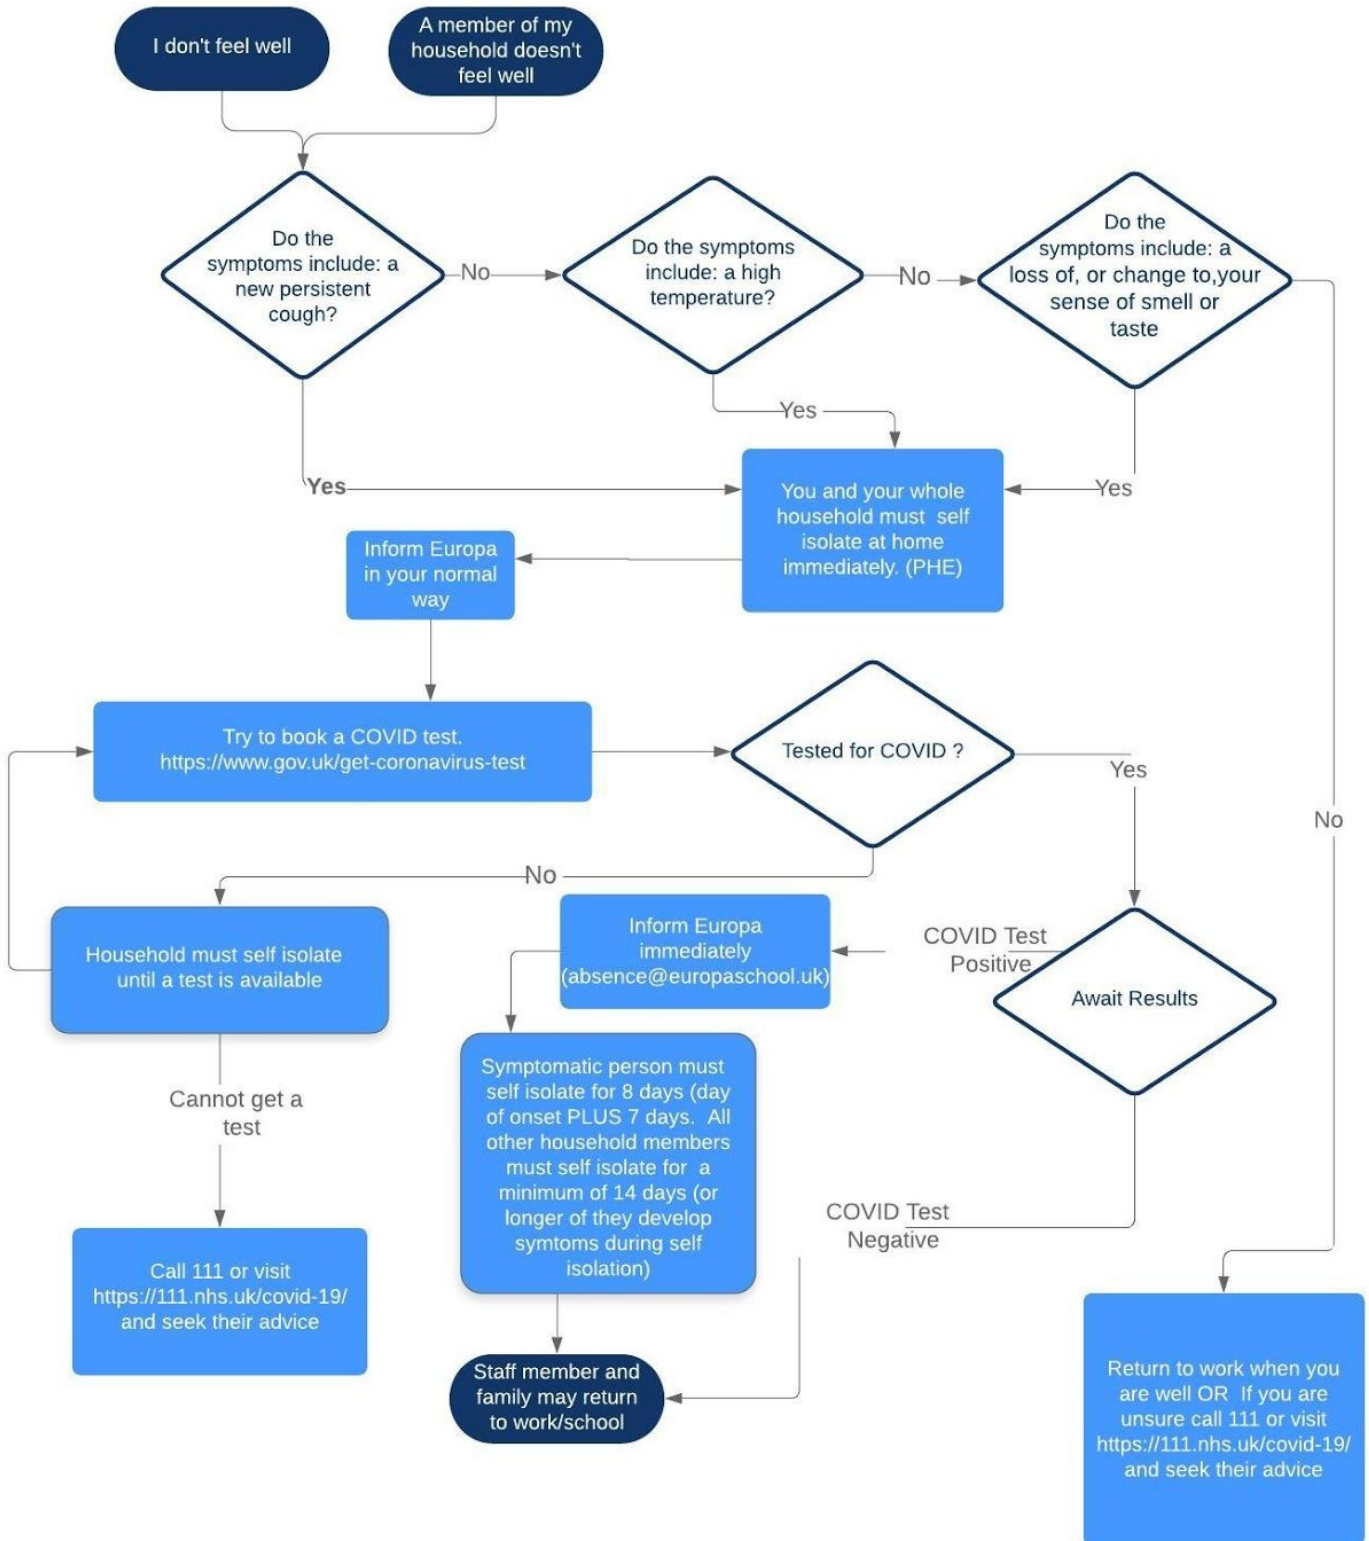 I don't feel well
A member of my
household doesn't
feel well
Do the
symptoms include: a
new persistent
cough?
No
Do the symptoms
include: a high
temperature?
No
Do the
symptoms include: a
loss of, or change to,your
sense of smell or
taste
Yes
Yes
Yes
You and your whole
household must  self
isolate at home
immediately. (PHE)
Inform Europa
in your normal
way
Try to book a COVID test.
https://www.gov.uk/get-coronavirus-test
Tested for COVID ?
Yes
No
No
Household must self isolate
until a test is available
Inform Europa
immediately
(absence@europaschool.uk)
COVID Test
Positive
Await Results
Cannot get a
test
Symptomatic person must
self isolate for 8 days (day
of onset PLUS 7 days.  All
other household members
must self isolate for  a
minimum of 14 days (or
longer of they develop
symtoms during self
isolation)
COVID Test
Negative
Call 111 or visit
https://111.nhs.uk/covid-19/
and seek their advice
Staff member and
family may return
to work/school
Return to work when you
are well OR  If you are
unsure call 111 or visit
https://111.nhs.uk/covid-19/
and seek their advice